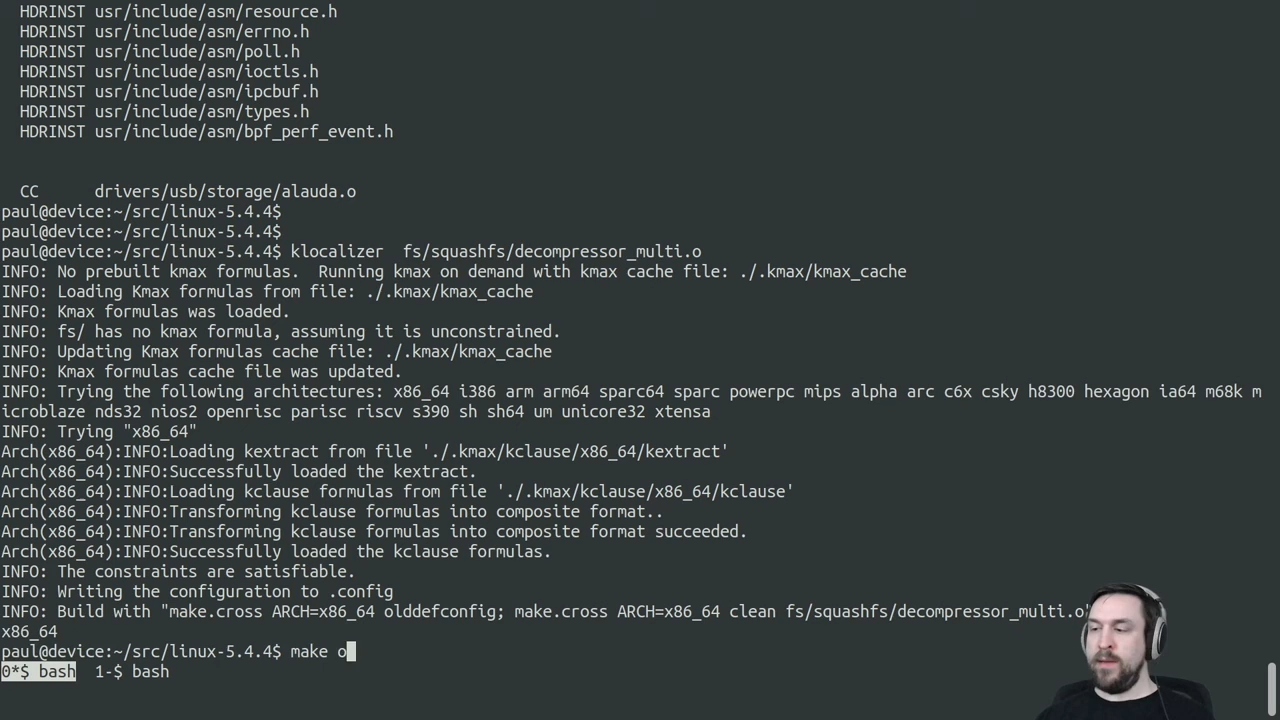 HDRINST usr/include/asm/resource.h
HDRINST usr/include/asm/errno.h
HDRINST usr/include/asm/poll.h
HDRINST usr/include/asm/ioctls.h
HDRINST usr/include/asm/ipcbuf.h
HDRINST usr/include/asm/types.h
HDRINST usr/include/asm/bpf_perf_event.h
CC      drivers/usb/storage/alauda.o
paul@device:~/src/linux-5.4.4$
paul@device:~/src/linux-5.4.4$
paul@device:~/src/linux-5.4.4$ klocalizer  fs/squashfs/decompressor_multi.o
INFO: No prebuilt kmax formulas.  Running kmax on demand with kmax cache file: ./.kmax/kmax_cache
INFO: Loading Kmax formulas from file: ./.kmax/kmax_cache
INFO: Kmax formulas was loaded.
INFO: fs/ has no kmax formula, assuming it is unconstrained.
INFO: Updating Kmax formulas cache file: ./.kmax/kmax_cache
INFO: Kmax formulas cache file was updated.
INFO: Trying the following architectures: x86_64 i386 arm arm64 sparc64 sparc powerpc mips alpha arc c6x csky h8300 hexagon ia64 m68k m
icroblaze nds32 nios2 openrisc parisc riscv s390 sh sh64 um unicore32 xtensa
INFO: Trying "x86_64"
Arch(x86_64):INFO:Loading kextract from file './.kmax/kclause/x86_64/kextract'
Arch(x86_64):INFO:Successfully loaded the kextract.
Arch(x86_64):INFO:Loading kclause formulas from file './.kmax/kclause/x86_64/kclause'
Arch(x86_64):INFO:Transforming kclause formulas into composite format..
Arch(x86_64):INFO:Transforming kclause formulas into composite format succeeded.
Arch(x86_64):INFO:Successfully loaded the kclause formulas.
INFO: The constraints are satisfiable.
INFO: Writing the configuration to .config
INFO: Build with "make.cross ARCH=x86_64 olddefconfig; make.cross ARCH=x86_64 clean fs/squashfs/decompressor_multi.o"
x86_64
paul@device:~/src/linux-5.4.4$ make o
0*$ bash  1-$ bash